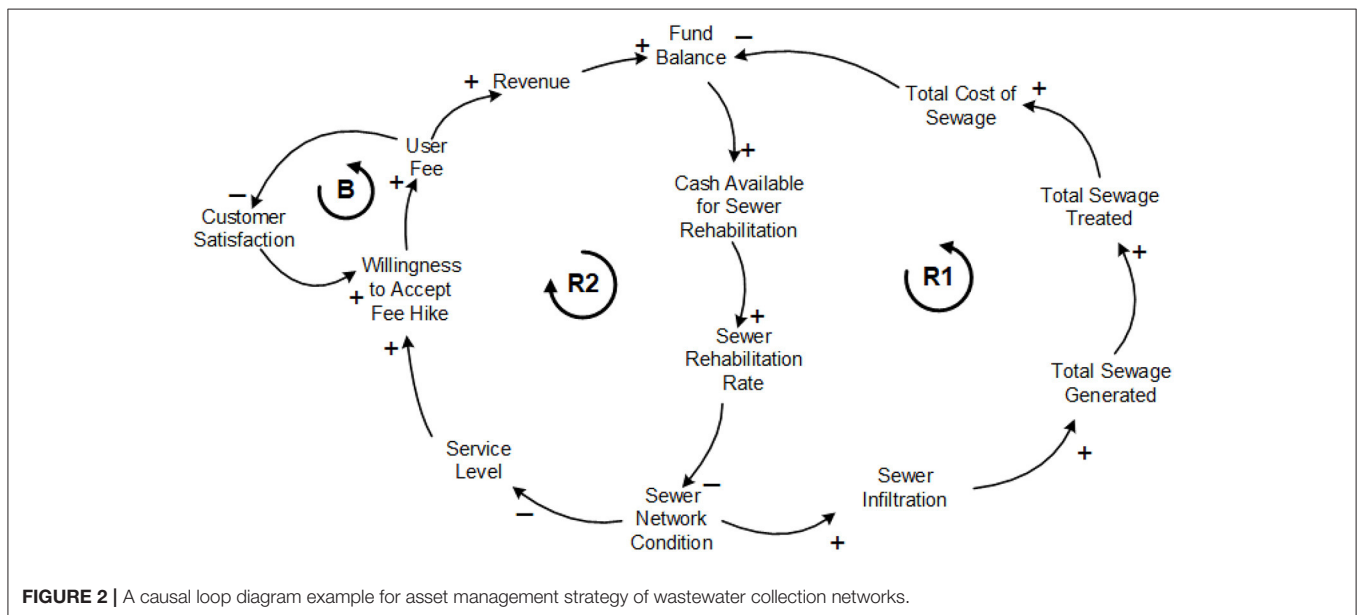 Fund
Balance
+
−
Revenue
+
Total Cost of
Sewage
+
User
Fee
+
B
−
Customer
Satisfaction
+
Willingness
to Accept
Fee Hike
+
Cash Available
for Sewer
Rehabilitation
+
Total Sewage
Treated
+
R2
R1
Sewer
Rehabilitation
Rate
+
Total Sewage
Generated
+
Service
Level
−
Sewer
Network
Condition
−
Sewer
Infiltration
+
FIGURE 2 | A causal loop diagram example for asset management strategy of wastewater collection networks.